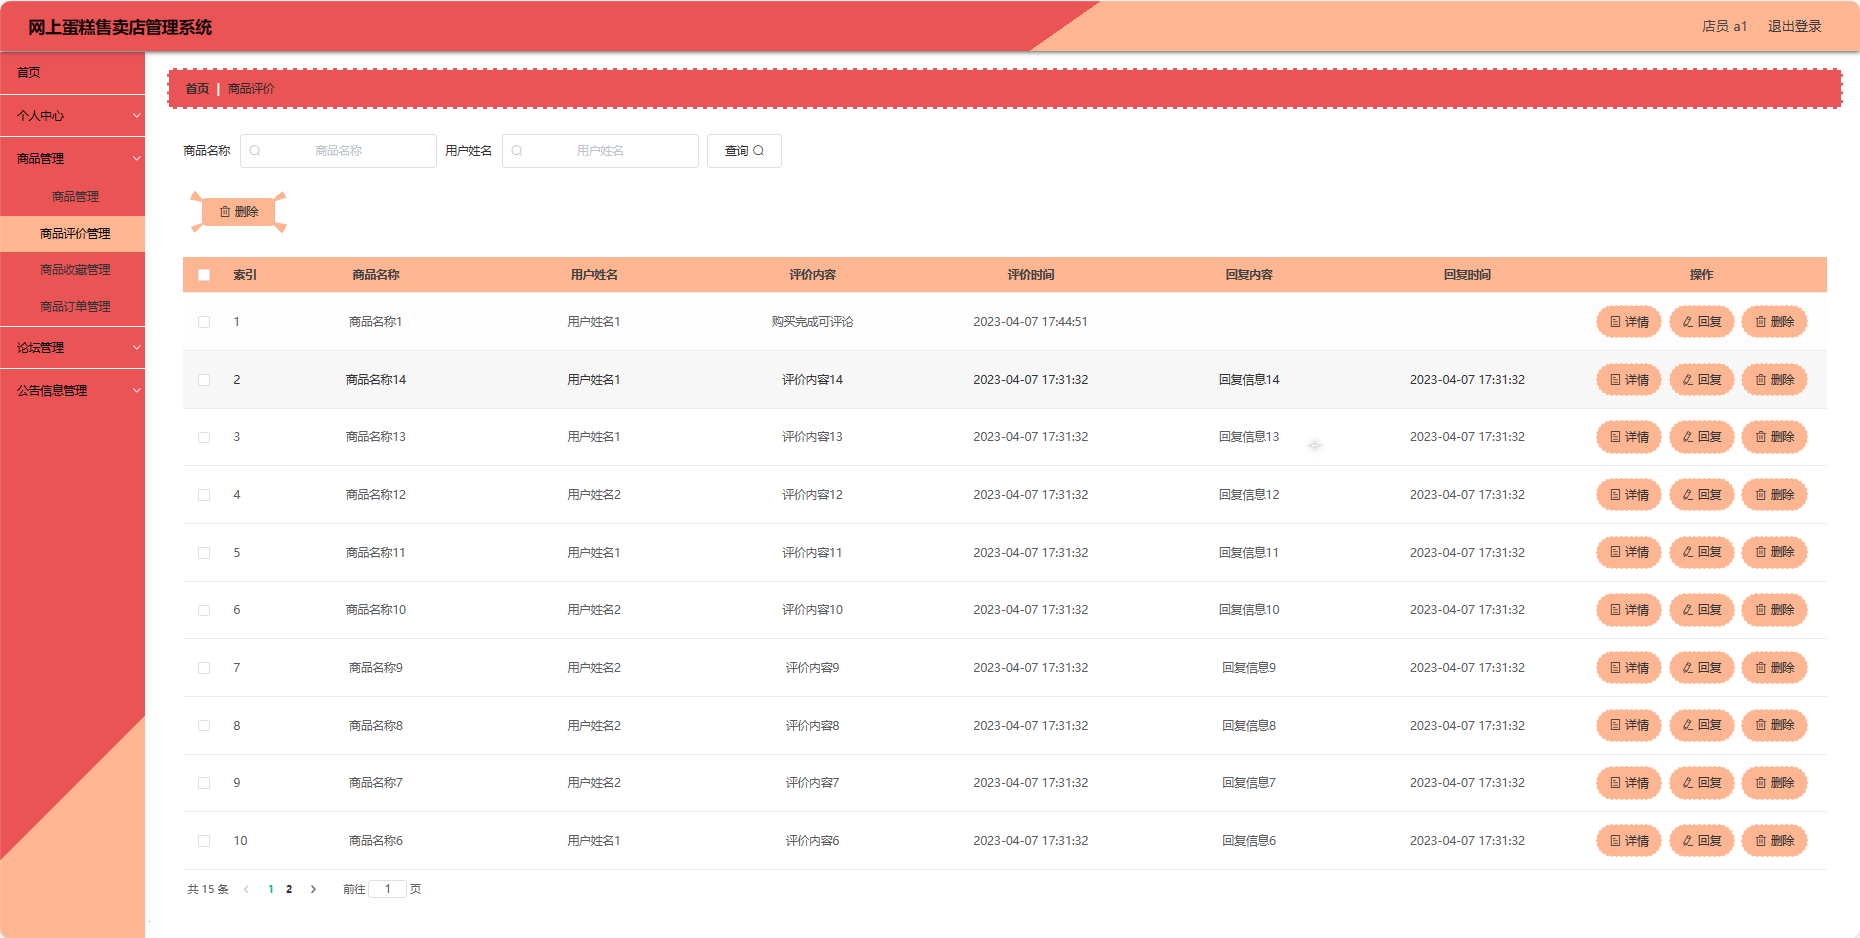 网上蛋糕售卖店管理系统
店员 a1 退出登录
首页
个人中心
商品管理
商品管理
商品评价管理
商品收藏管理
商品订单管理
论坛管理
公告信息管理
首页 | 商品评价
商品名称 商品名称 用户姓名 用户姓名 查询
删除
索引 商品名称 用户姓名 评价内容 评价时间 回复内容 回复时间 操作
1 商品名称1 用户姓名1 购买完成可评论 2023-04-07 17:44:51 详情 回复 删除
2 商品名称14 用户姓名1 评价内容14 2023-04-07 17:31:32 回复信息14 2023-04-07 17:31:32 详情 回复 删除
3 商品名称13 用户姓名1 评价内容13 2023-04-07 17:31:32 回复信息13 2023-04-07 17:31:32 详情 回复 删除
4 商品名称12 用户姓名2 评价内容12 2023-04-07 17:31:32 回复信息12 2023-04-07 17:31:32 详情 回复 删除
5 商品名称11 用户姓名1 评价内容11 2023-04-07 17:31:32 回复信息11 2023-04-07 17:31:32 详情 回复 删除
6 商品名称10 用户姓名2 评价内容10 2023-04-07 17:31:32 回复信息10 2023-04-07 17:31:32 详情 回复 删除
7 商品名称9 用户姓名2 评价内容9 2023-04-07 17:31:32 回复信息9 2023-04-07 17:31:32 详情 回复 删除
8 商品名称8 用户姓名2 评价内容8 2023-04-07 17:31:32 回复信息8 2023-04-07 17:31:32 详情 回复 删除
9 商品名称7 用户姓名2 评价内容7 2023-04-07 17:31:32 回复信息7 2023-04-07 17:31:32 详情 回复 删除
10 商品名称6 用户姓名1 评价内容6 2023-04-07 17:31:32 回复信息6 2023-04-07 17:31:32 详情 回复 删除
共 15 条 1 2 前往 1 页